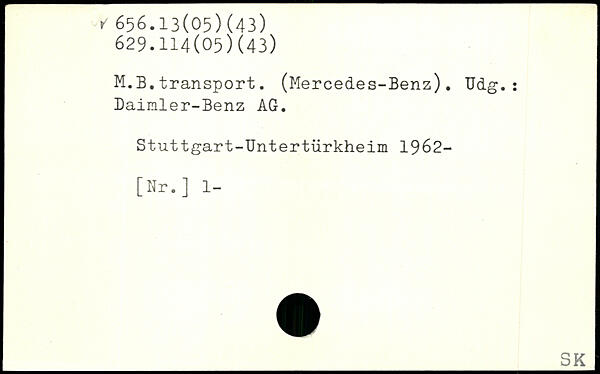 656.13(05)(43)
629.114(05)(43)
M.B.transport. (Mercedes-Benz). Udg.:
Daimler-Benz AG.
Stuttgart-Untertürkheim 1962-
[Nr.] 1-
SK